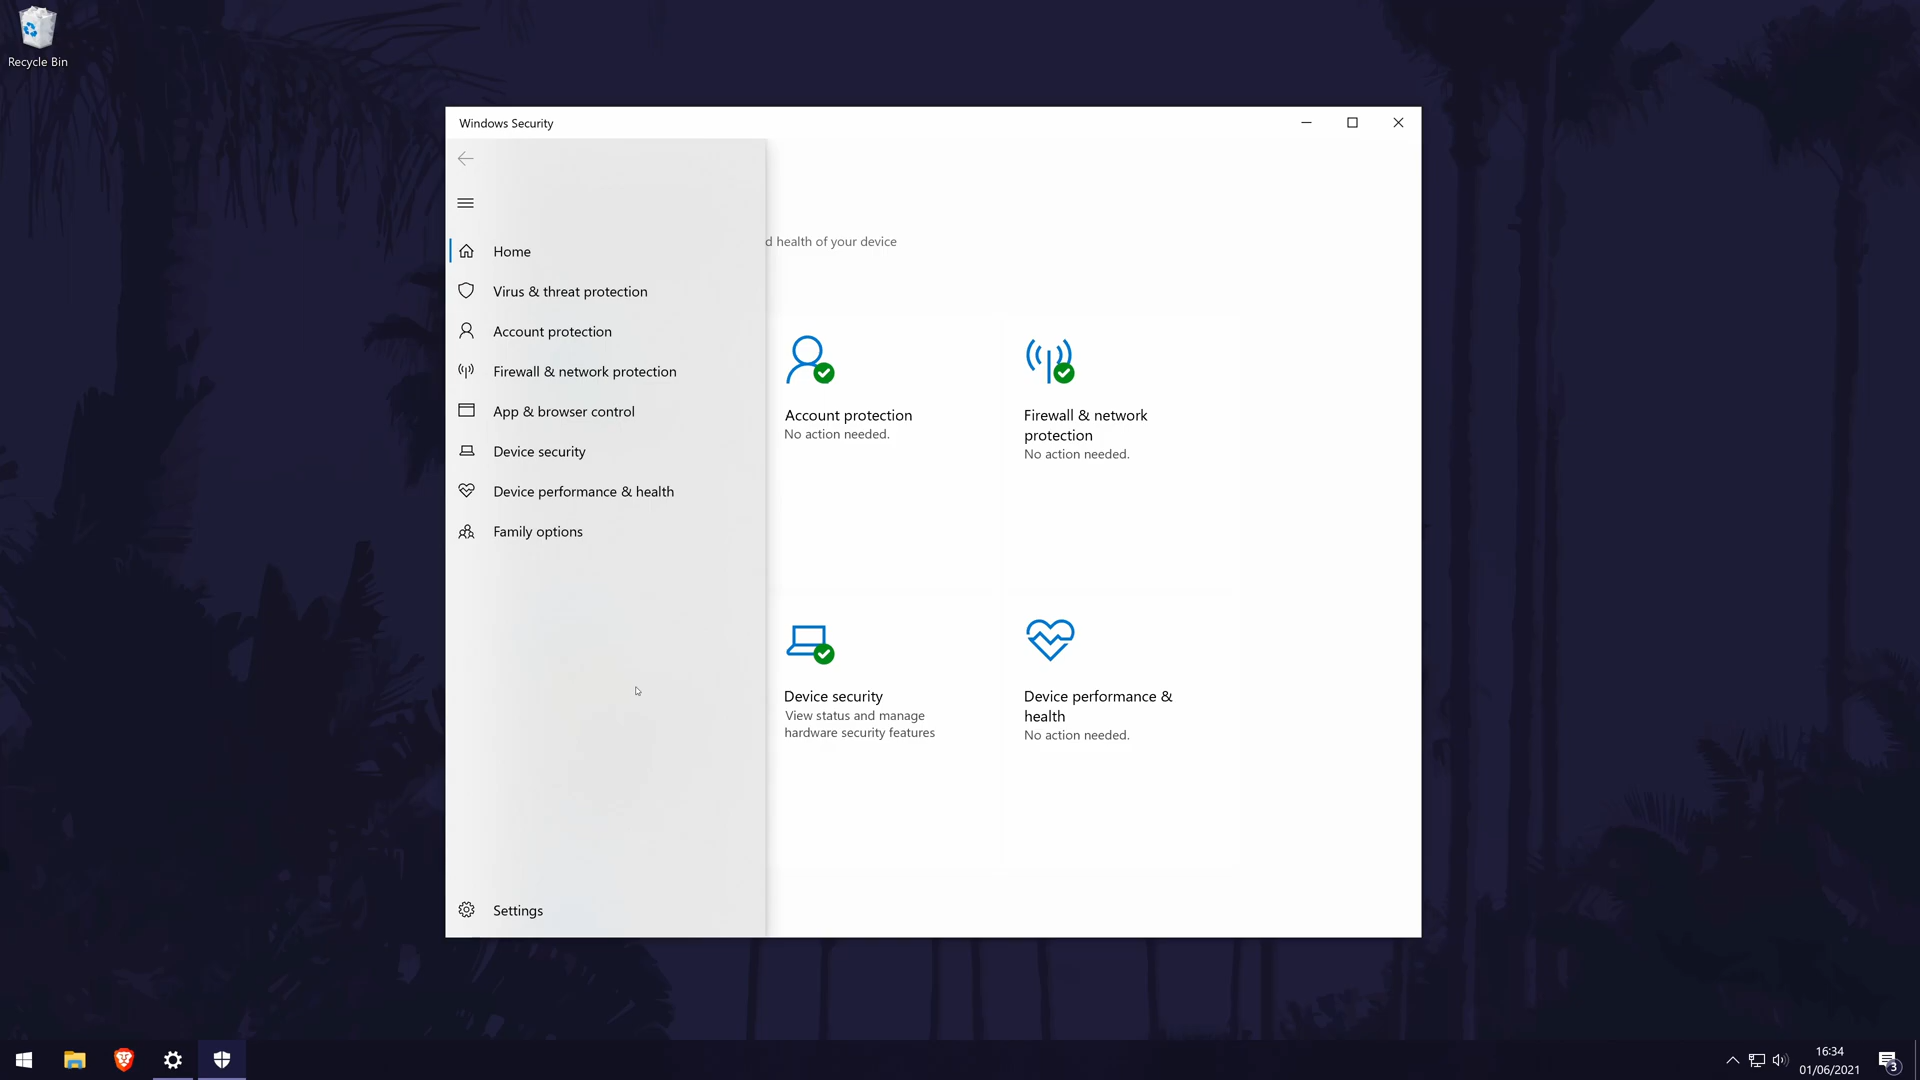 Recycle Bin
Windows Security
Home
Virus & threat protection
Account protection
Firewall & network protection
App & browser control
Device security
Device performance & health
Family options
Settings
d health of your device
Account protection
No action needed.
Firewall & network
protection
No action needed.
Device security
View status and manage
hardware security features
Device performance &
health
No action needed.
16:34
01/06/2021
3